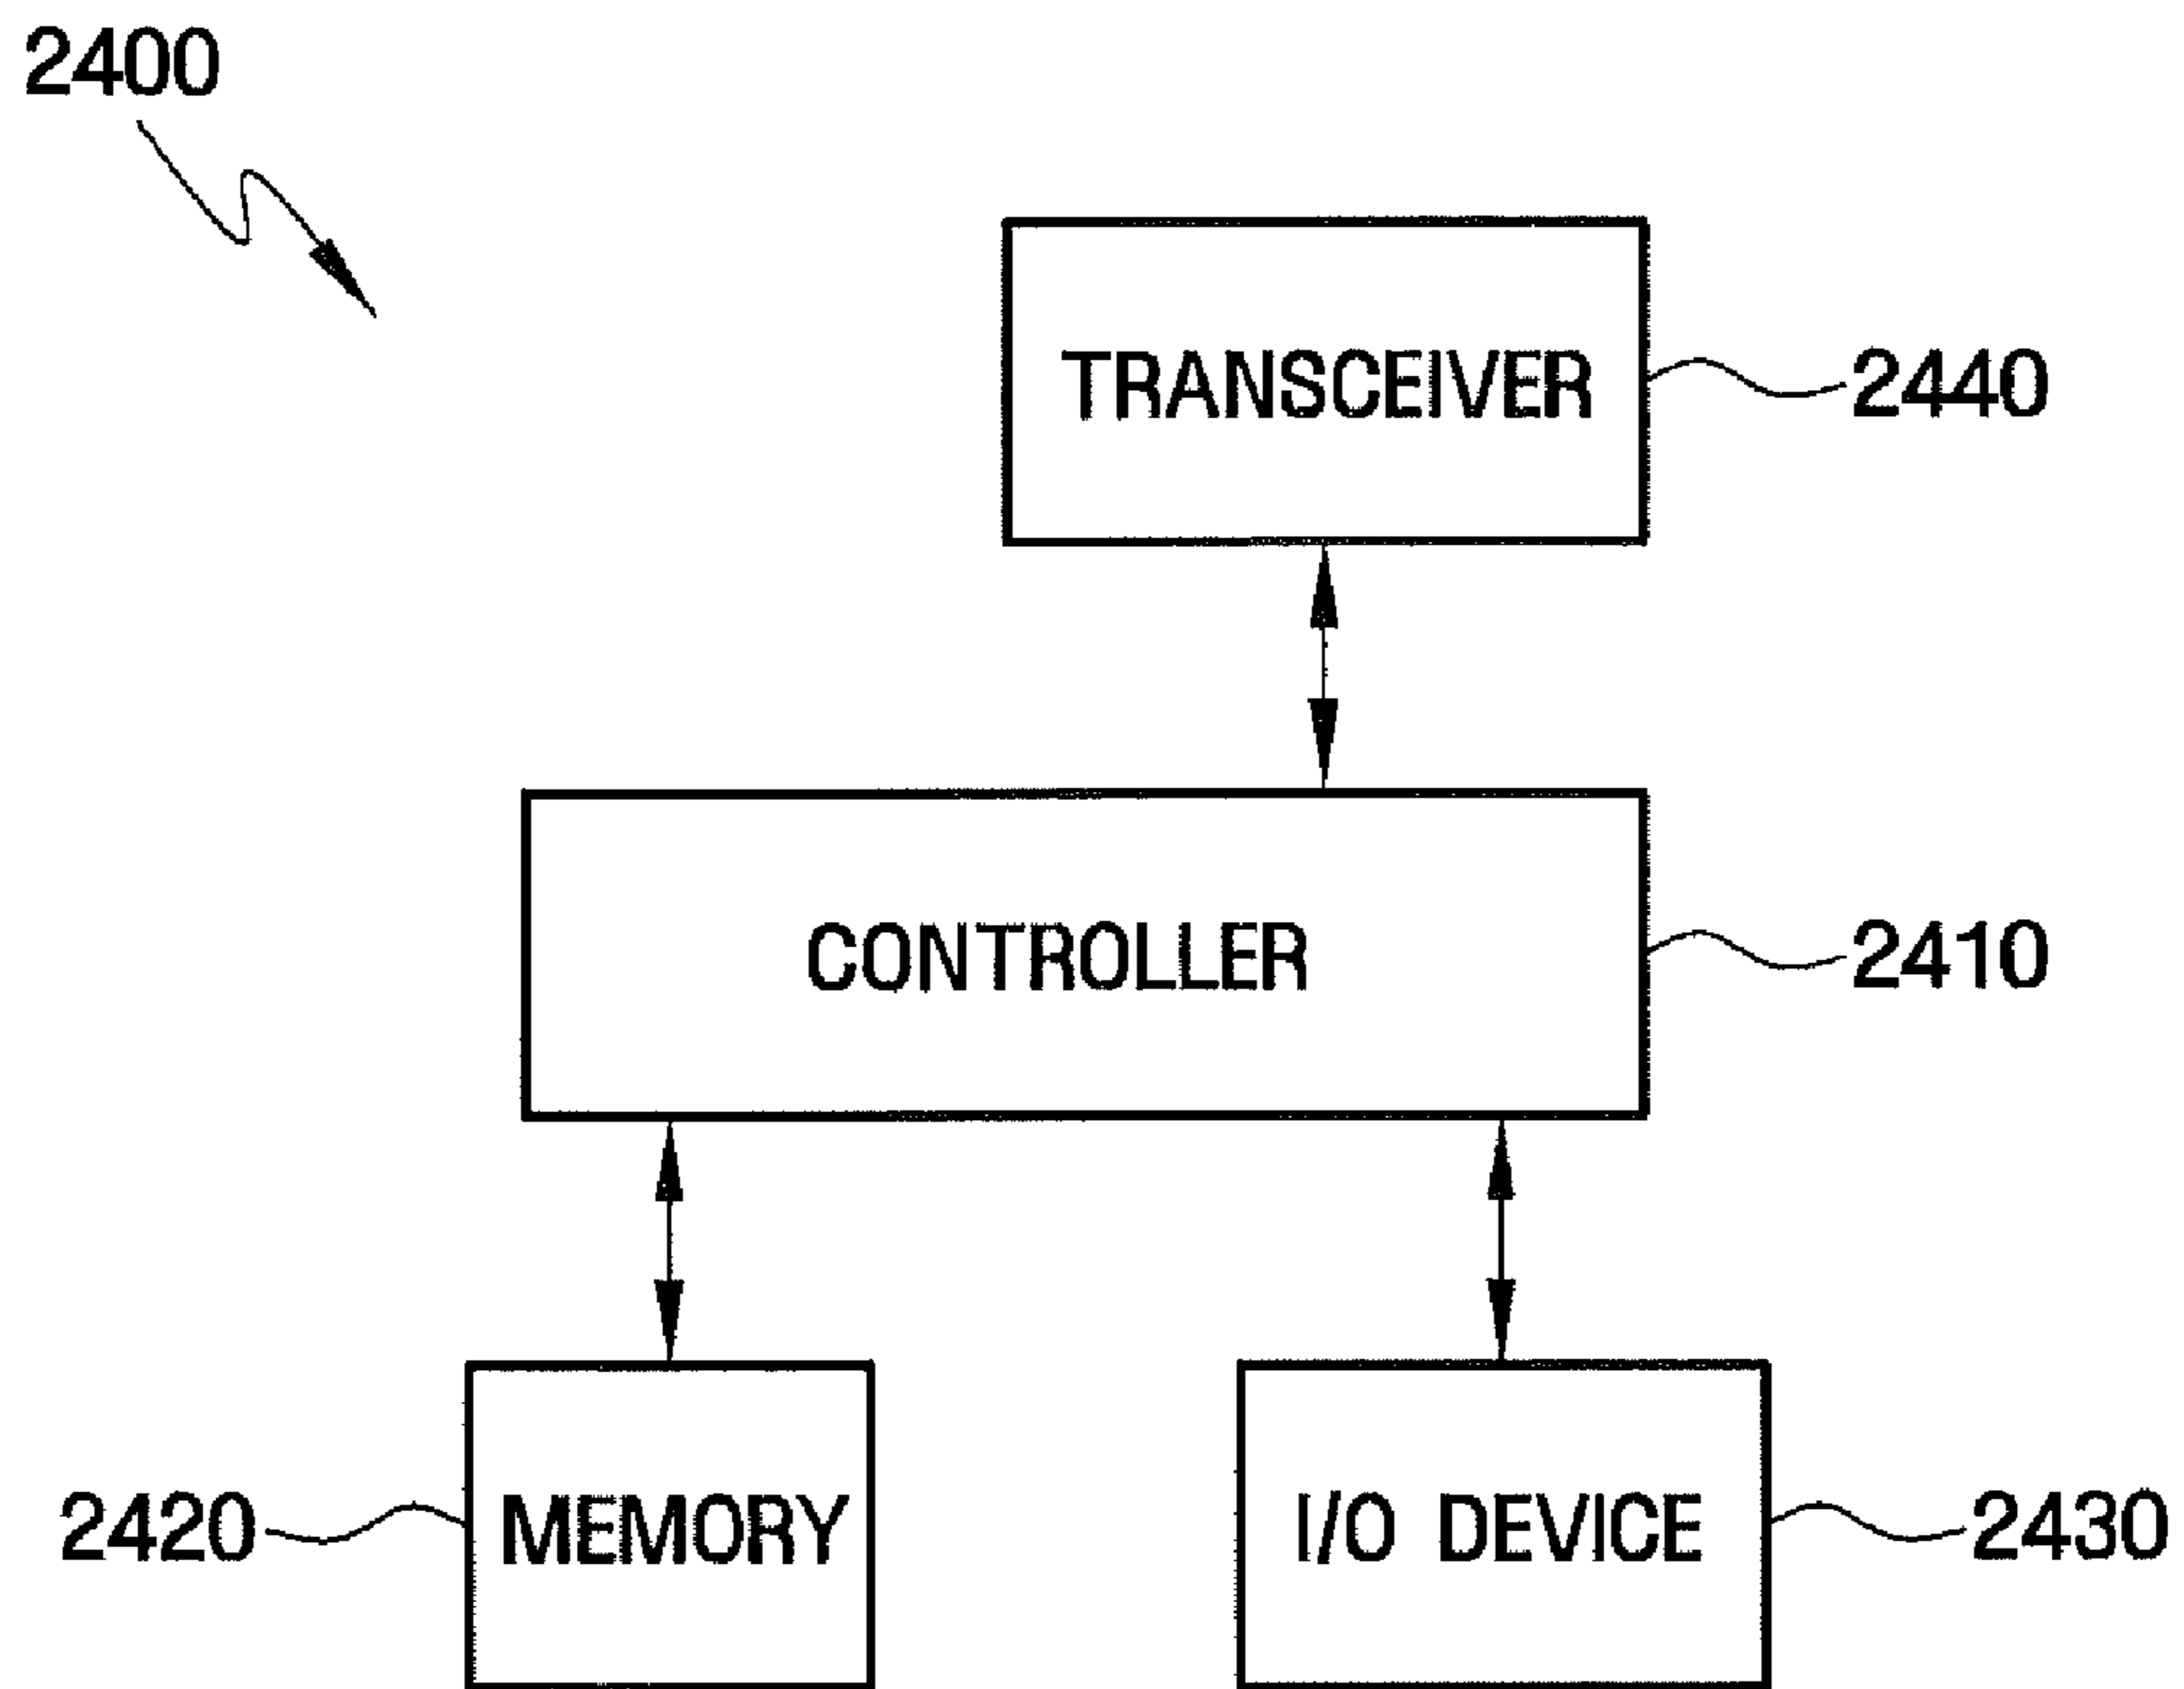 2400
TRANSCEIVER
2440
CONTROLLER
2410
2420
MEMORY
I/O DEVICE
2430